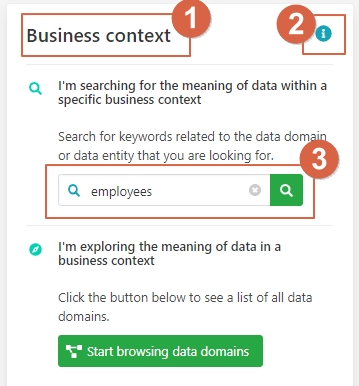 1
Business context
2
i
I'm searching for the meaning of data within a
specific business context
Search for keywords related to the data domain
or data entity that you are looking for.
3
employees
I'm exploring the meaning of data in a
business context
Click the button below to see a list of all data
domains.
Start browsing data domains